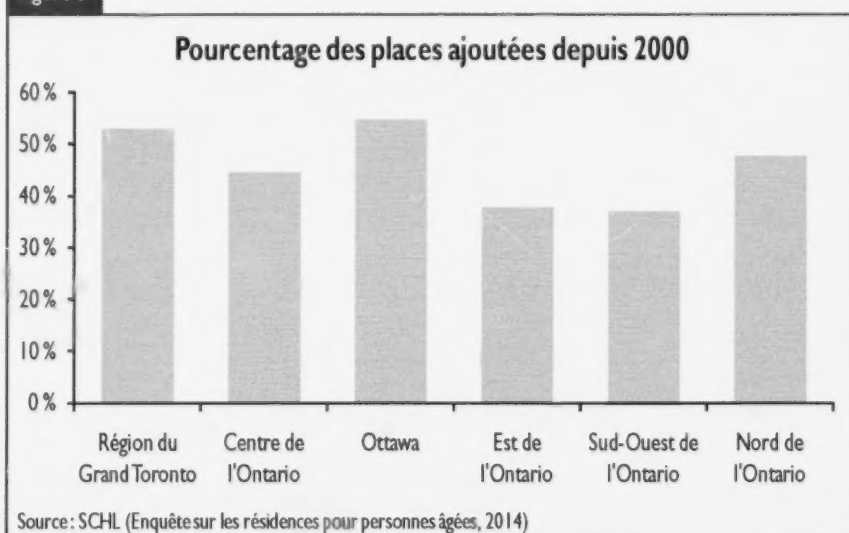 Pourcentage des places ajoutées depuis 2000
60 %
50 %
40 %
30 %
20 %
10 %
0 %
Région du Grand Toronto
Centre de l'Ontario
Ottawa
Est de l'Ontario
Sud-Ouest de l'Ontario
Nord de l'Ontario
Source : SCHL (Enquête sur les résidences pour personnes âgées, 2014)